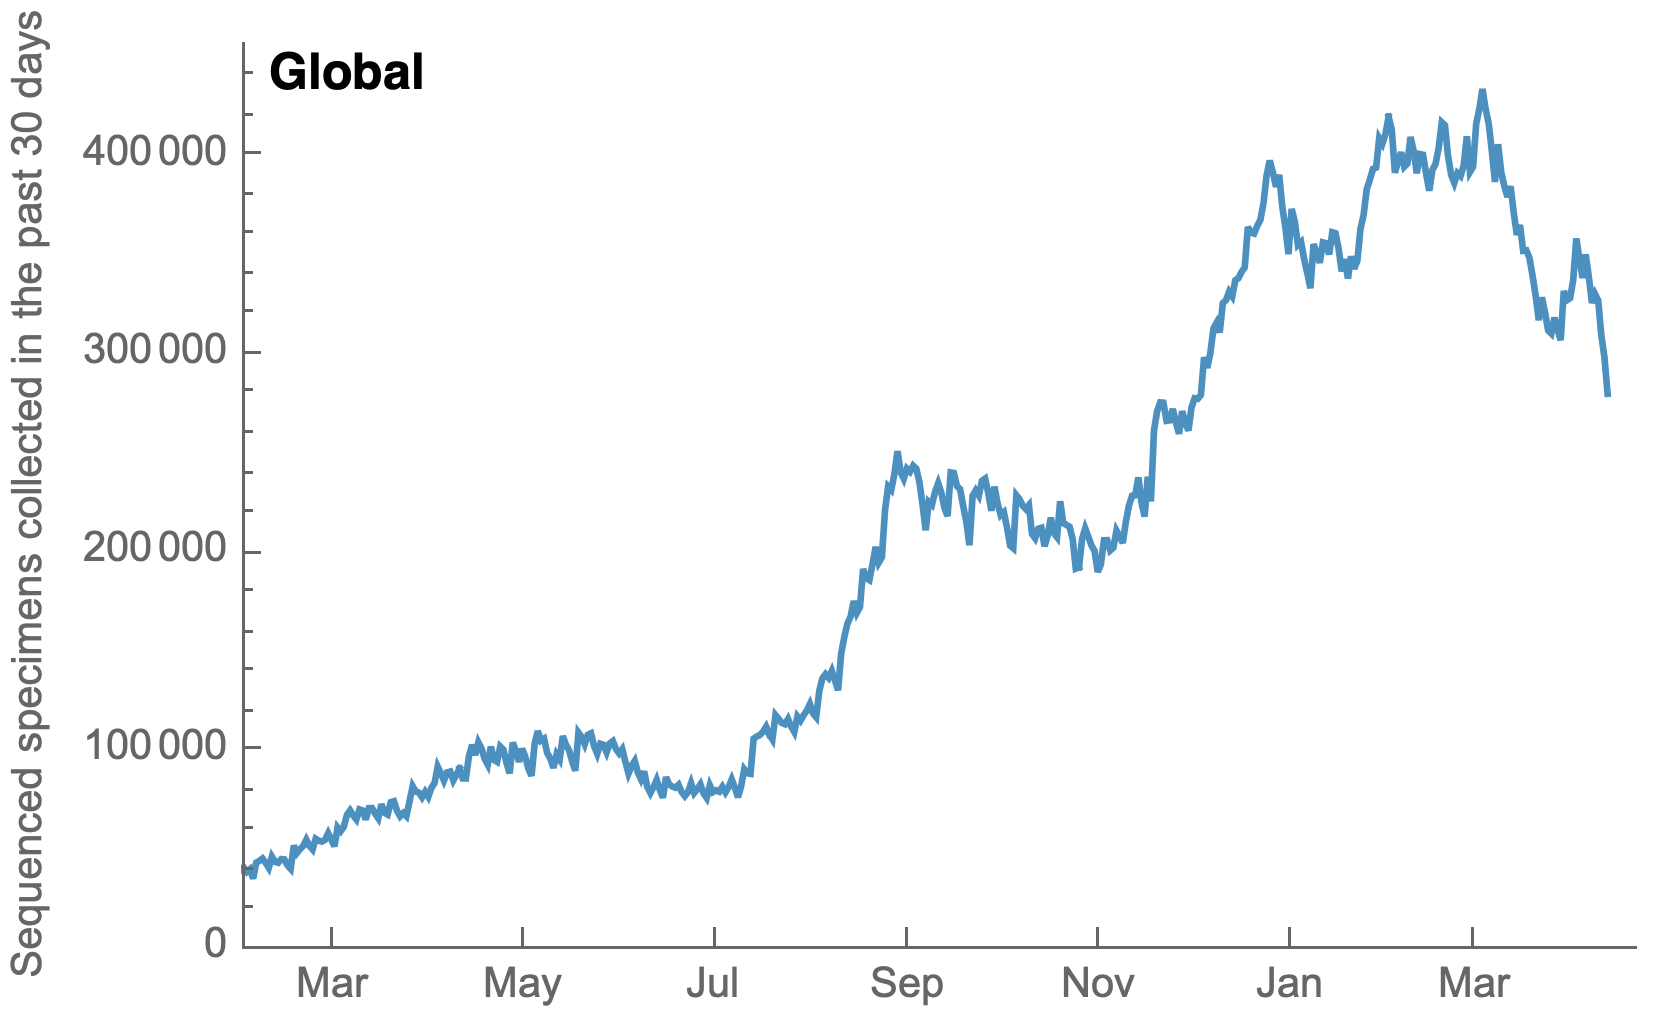 Global
Sequenced specimens collected in the past 30 days
400 000
300 000
200 000
100 000
0
Mar May Jul Sep Nov Jan Mar